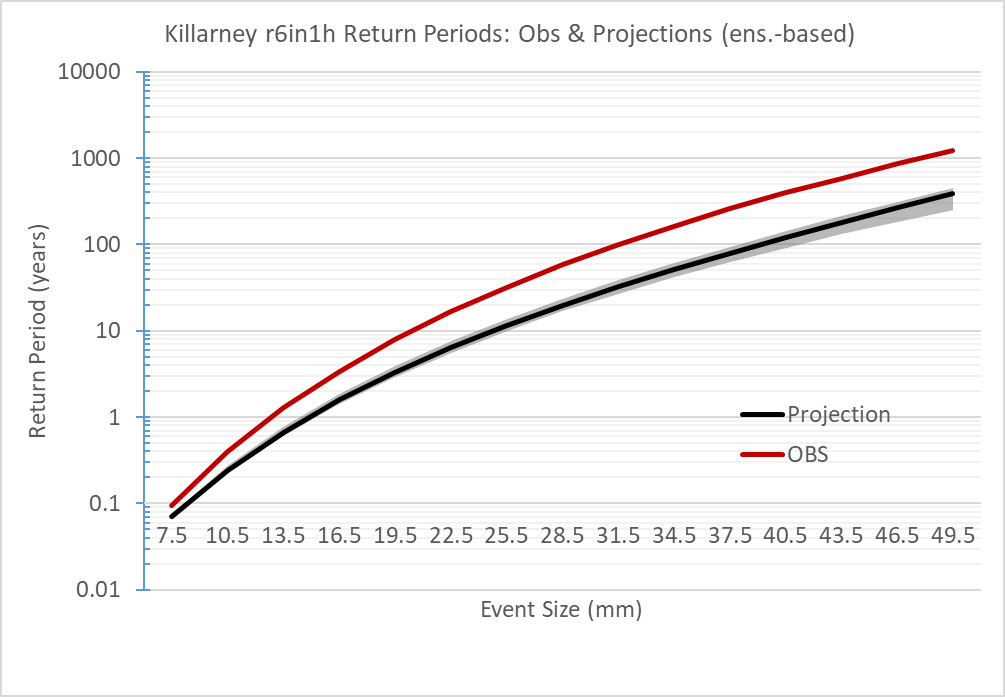 Killarney r6in1h Return Periods: Obs & Projections (ens.-based)
10000
1000
100
10
1
0.1
0.01
Return Period (years)
Projection
OBS
7.5 10.5 13.5 16.5 19.5 22.5 25.5 28.5 31.5 34.5 37.5 40.5 43.5 46.5 49.5
Event Size (mm)